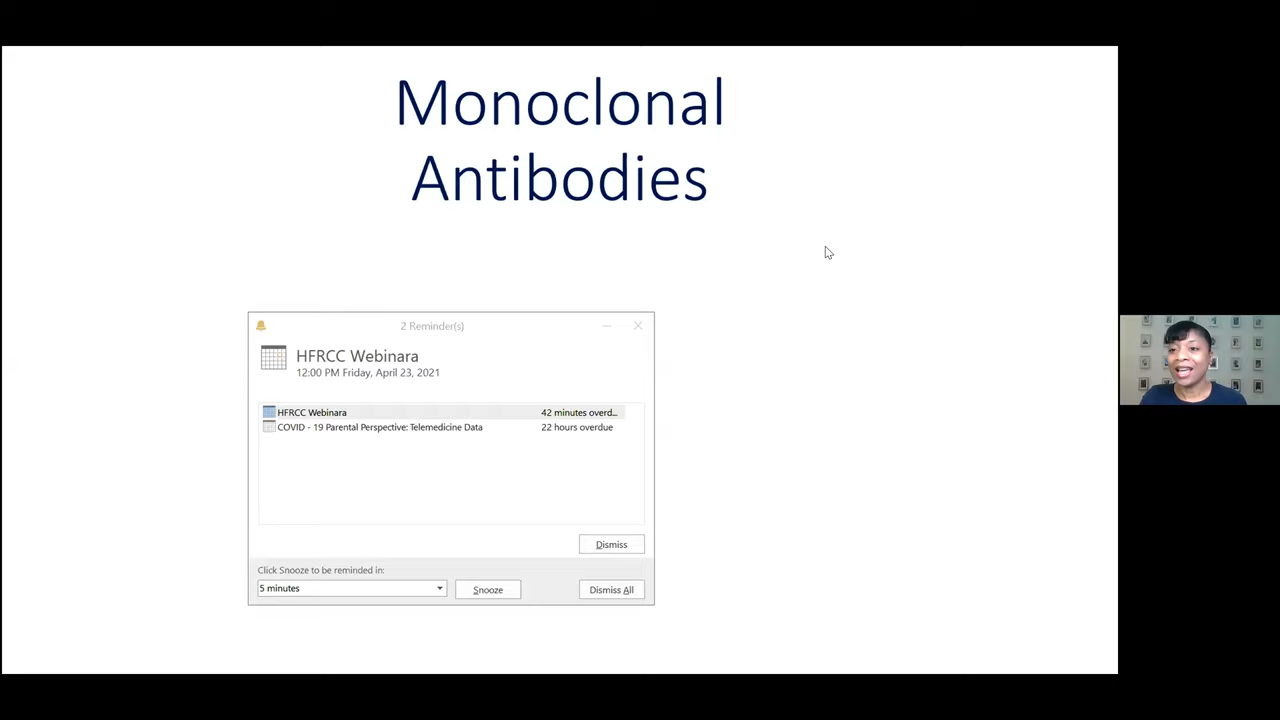 Monoclonal
Antibodies
2 Reminder(s)
HFRCC Webinara
12:00 PM Friday, April 23, 2021
HFRCC Webinara 42 minutes overd...
COVID - 19 Parental Perspective: Telemedicine Data 22 hours overdue
Dismiss
Click Snooze to be reminded in:
5 minutes Snooze Dismiss All